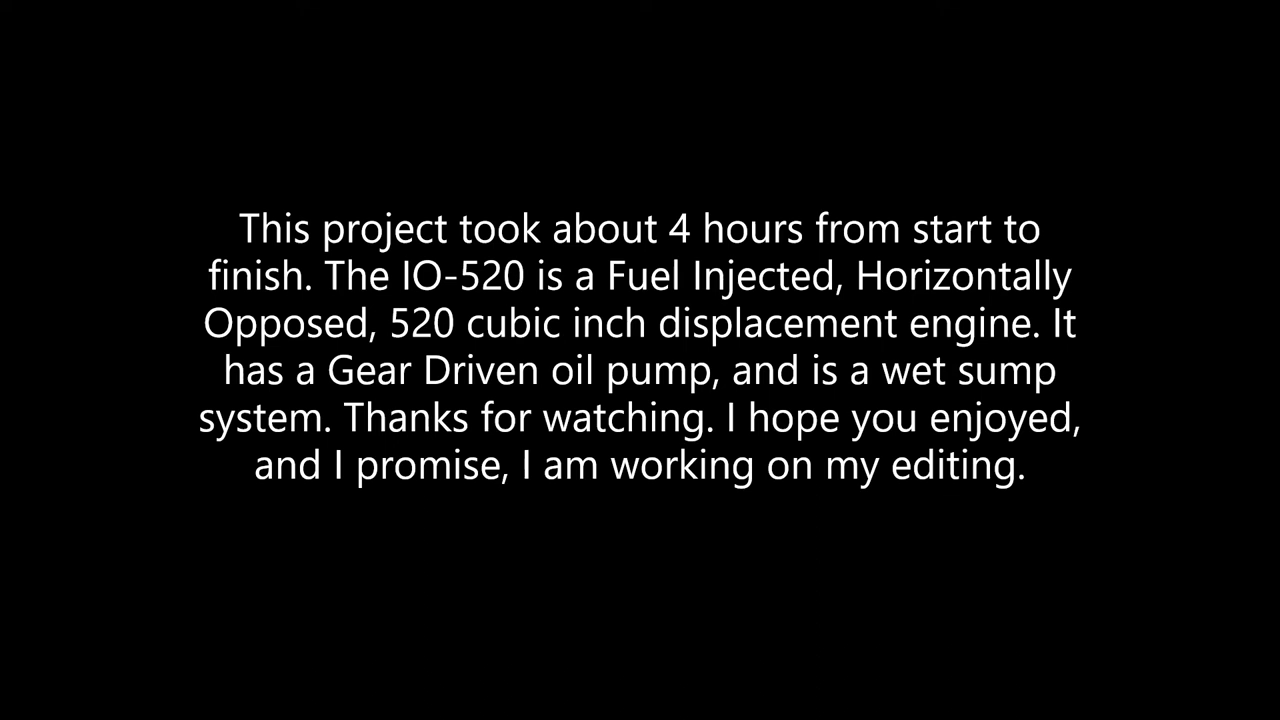 This project took about 4 hours from start to
finish. The IO-520 is a Fuel Injected, Horizontally
Opposed, 520 cubic inch displacement engine. It
has a Gear Driven oil pump, and is a wet sump
system. Thanks for watching. I hope you enjoyed,
and I promise, I am working on my editing.